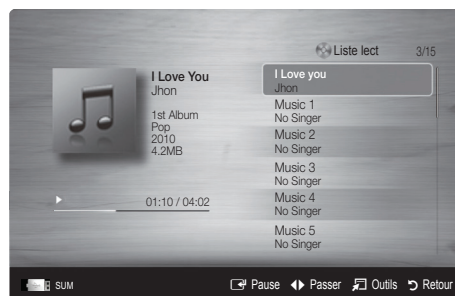 Liste lect 3/15
I Love You
Jhon
1st Album
Pop
2010
4.2MB
01:10 / 04:02
I Love you
Jhon
Music 1
No Singer
Music 2
No Singer
Music 3
No Singer
Music 4
No Singer
Music 5
No Singer
SUM Pause Passer Outils Retour